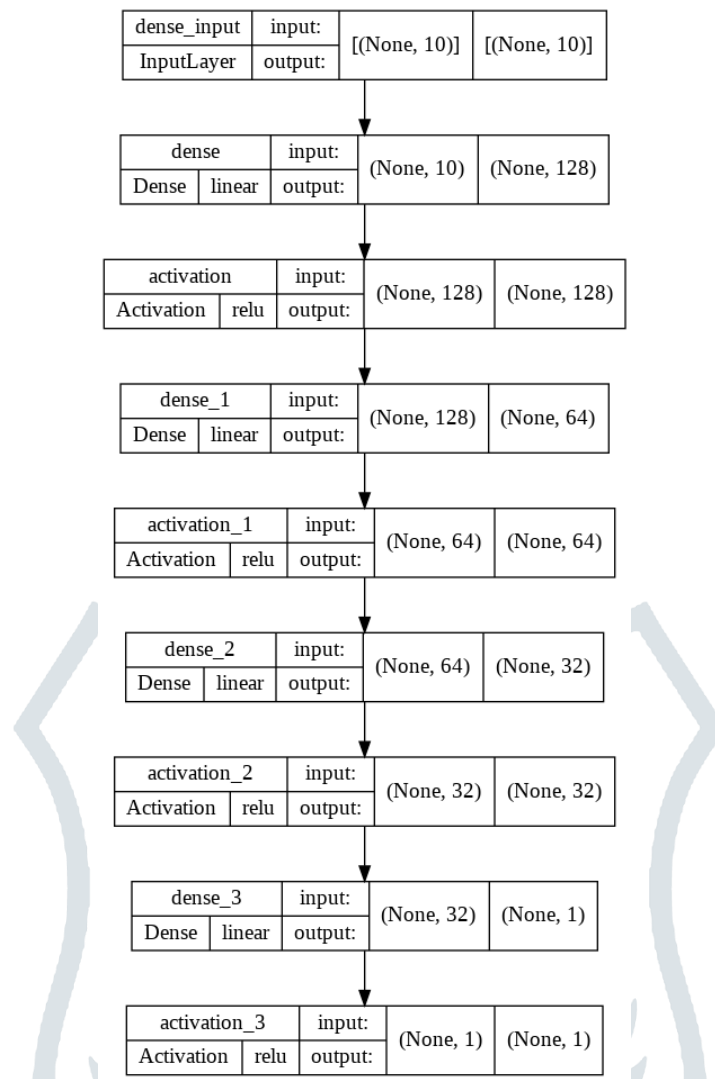 dense_input input: [(None, 10)] [(None, 10)]
InputLayer output:
dense input: (None, 10) (None, 128)
Dense linear output:
activation input: (None, 128) (None, 128)
Activation relu output:
dense_1 input: (None, 128) (None, 64)
Dense linear output:
activation_1 input: (None, 64) (None, 64)
Activation relu output:
dense_2 input: (None, 64) (None, 32)
Dense linear output:
activation_2 input: (None, 32) (None, 32)
Activation relu output:
dense_3 input: (None, 32) (None, 1)
Dense linear output:
activation_3 input: (None, 1) (None, 1)
Activation relu output: